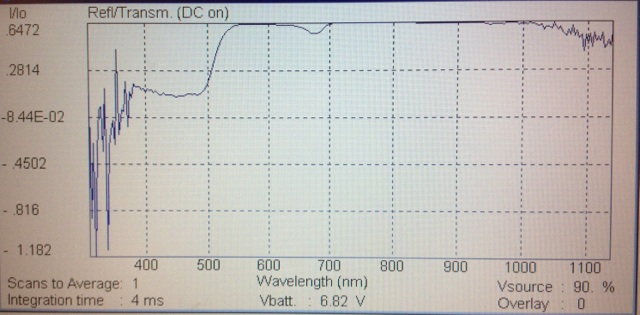 I/Io Refl/Transm. (DC on)
.6472
.2814
-8.44E-02
- .4502
- .816
- 1.182
400 500 600 700 800 900 1000 1100
Wavelength (nm)
Scans to Average: 1 Vsource : 90. %
Integration time : 4 ms Vbatt. : 6.82 V Overlay : 0